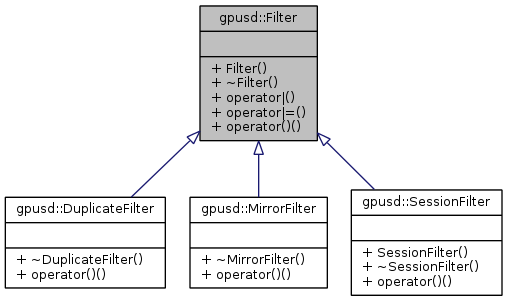 gpusd::Filter
+ Filter()
+ ~Filter()
+ operator|()
+ operator|=()
+ operator()()
gpusd::DuplicateFilter
+ ~DuplicateFilter()
+ operator()()
gpusd::MirrorFilter
+ ~MirrorFilter()
+ operator()()
gpusd::SessionFilter
+ SessionFilter()
+ ~SessionFilter()
+ operator()()